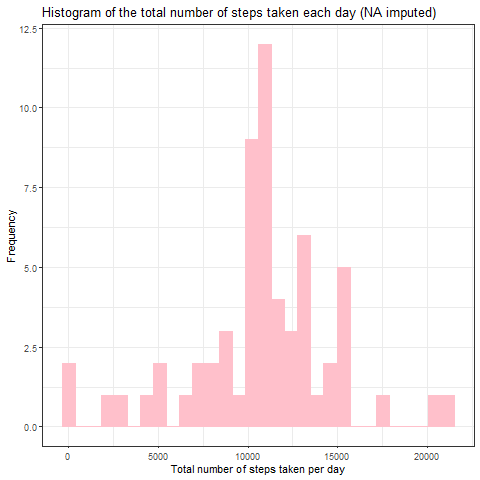 Histogram of the total number of steps taken each day (NA imputed)
12.5
10.0
7.5
5.0
2.5
0.0
Frequency
0 5000 10000 15000 20000
Total number of steps taken per day